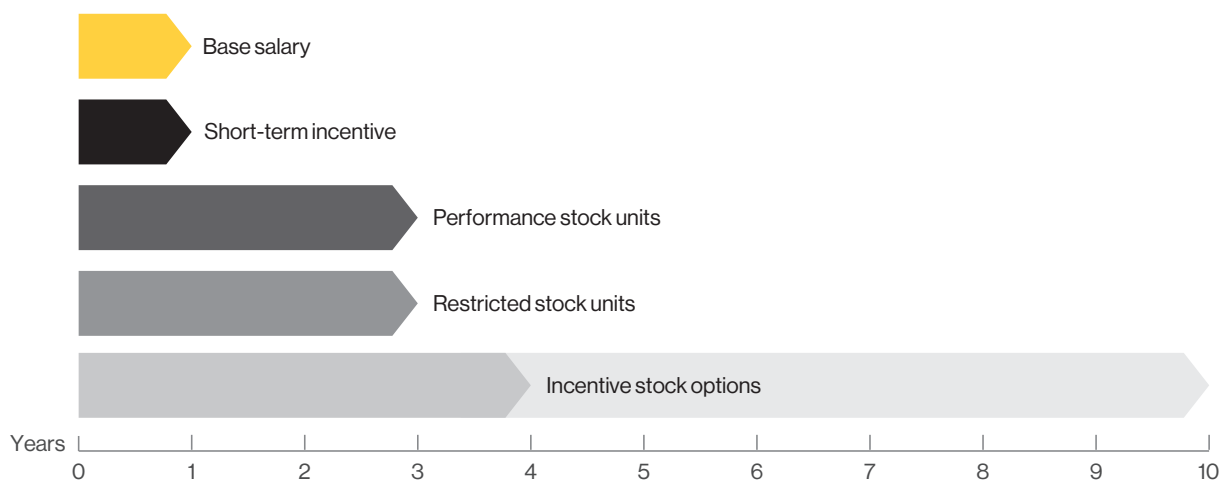 Base salary
Short-term incentive
Performance stock units
Restricted stock units
Incentive stock options
Years
0 1 2 3 4 5 6 7 8 9 10